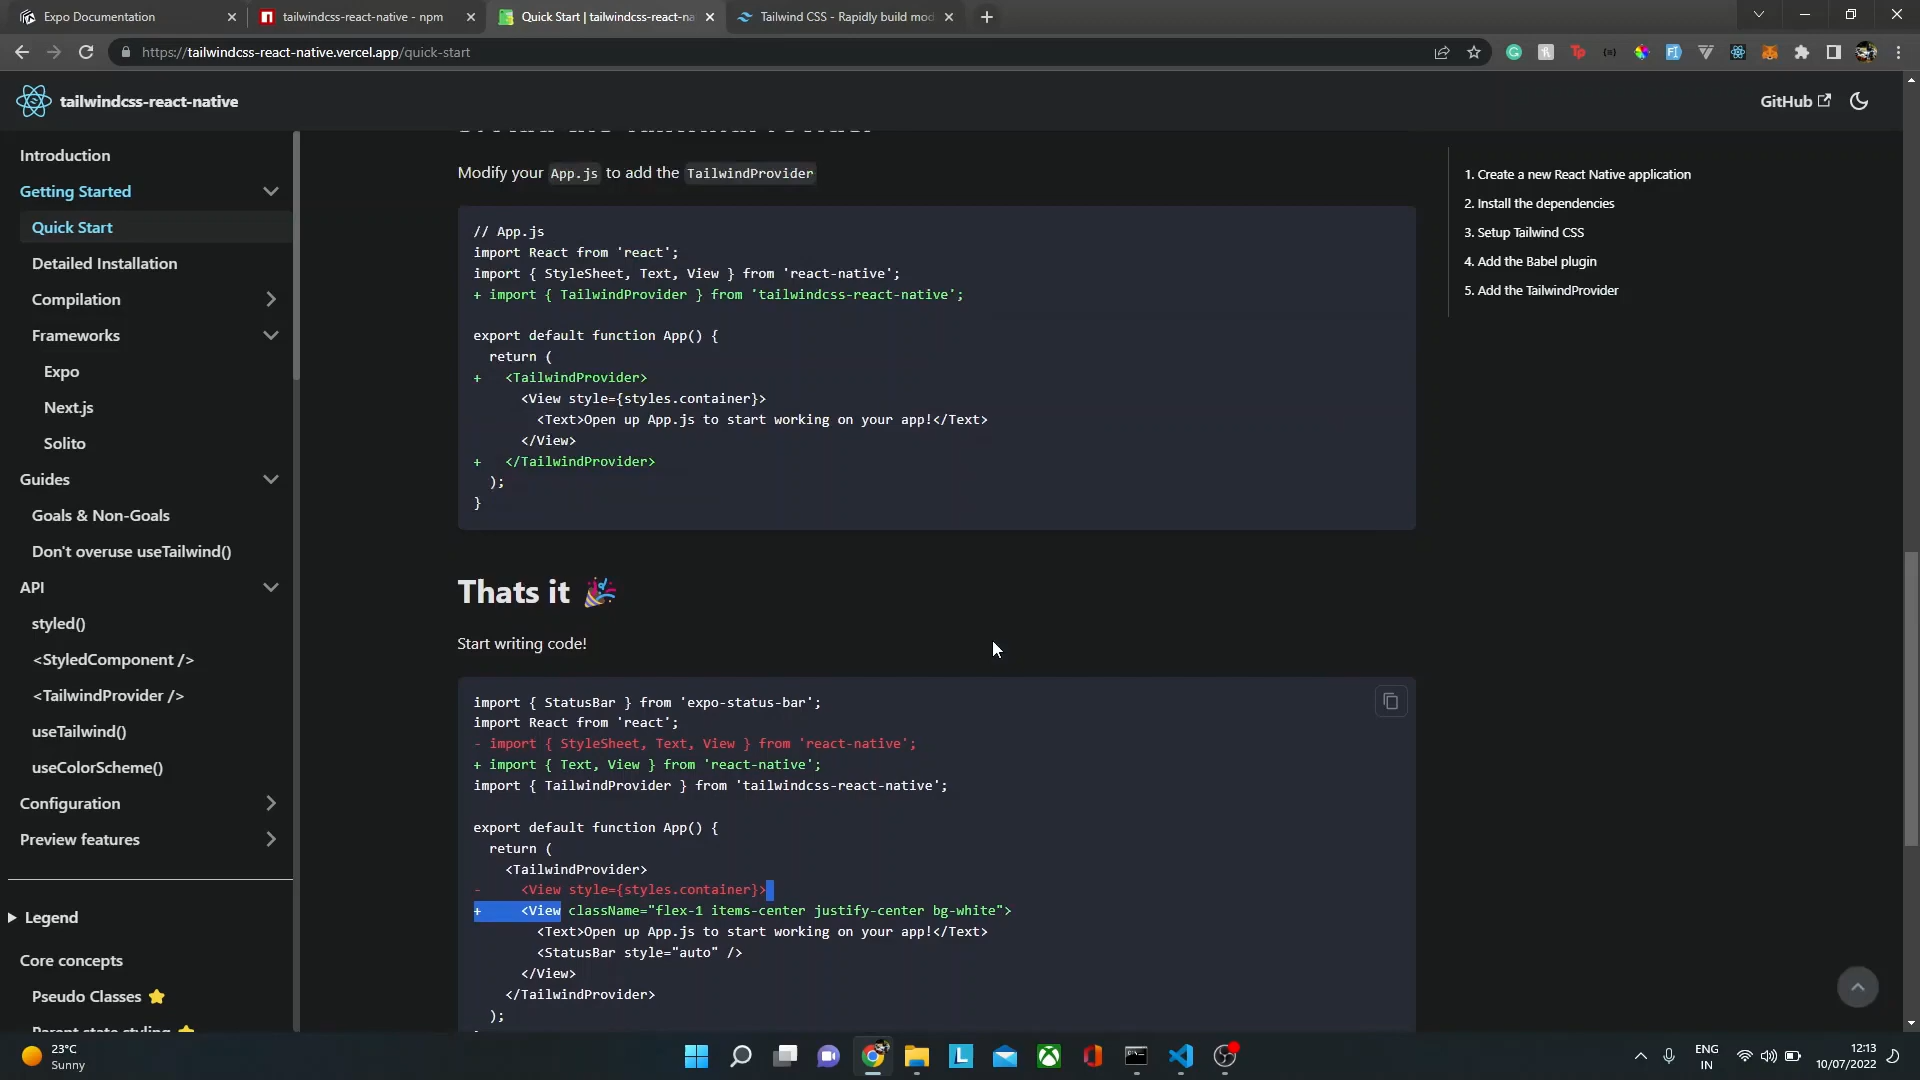 Expo Documentation
tailwindcss-react-native - npm
Quick Start | tailwindcss-react-na
Tailwind CSS - Rapidly build mod
https://tailwindcss-react-native.vercel.app/quick-start
tailwindcss-react-native
GitHub
Introduction
Getting Started
Quick Start
Detailed Installation
Compilation
Frameworks
Expo
Next.js
Solito
Guides
Goals & Non-Goals
Don't overuse useTailwind()
API
styled()
<StyledComponent />
<TailwindProvider />
useTailwind()
useColorScheme()
Configuration
Preview features
Legend
Core concepts
Pseudo Classes ⭐
Parent state styling ⭐
Modify your App.js to add the TailwindProvider
// App.js
import React from 'react';
import { StyleSheet, Text, View } from 'react-native';
+ import { TailwindProvider } from 'tailwindcss-react-native';
export default function App() {
  return (
+   <TailwindProvider>
      <View style={styles.container}>
        <Text>Open up App.js to start working on your app!</Text>
      </View>
+   </TailwindProvider>
  );
}
Thats it 🎉
Start writing code!
import { StatusBar } from 'expo-status-bar';
import React from 'react';
- import { StyleSheet, Text, View } from 'react-native';
+ import { Text, View } from 'react-native';
import { TailwindProvider } from 'tailwindcss-react-native';
export default function App() {
  return (
    <TailwindProvider>
-     <View style={styles.container}>
+     <View className="flex-1 items-center justify-center bg-white">
        <Text>Open up App.js to start working on your app!</Text>
        <StatusBar style="auto" />
      </View>
    </TailwindProvider>
  );
1. Create a new React Native application
2. Install the dependencies
3. Setup Tailwind CSS
4. Add the Babel plugin
5. Add the TailwindProvider
23°C
Sunny
ENG
IN
12:13
10/07/2022